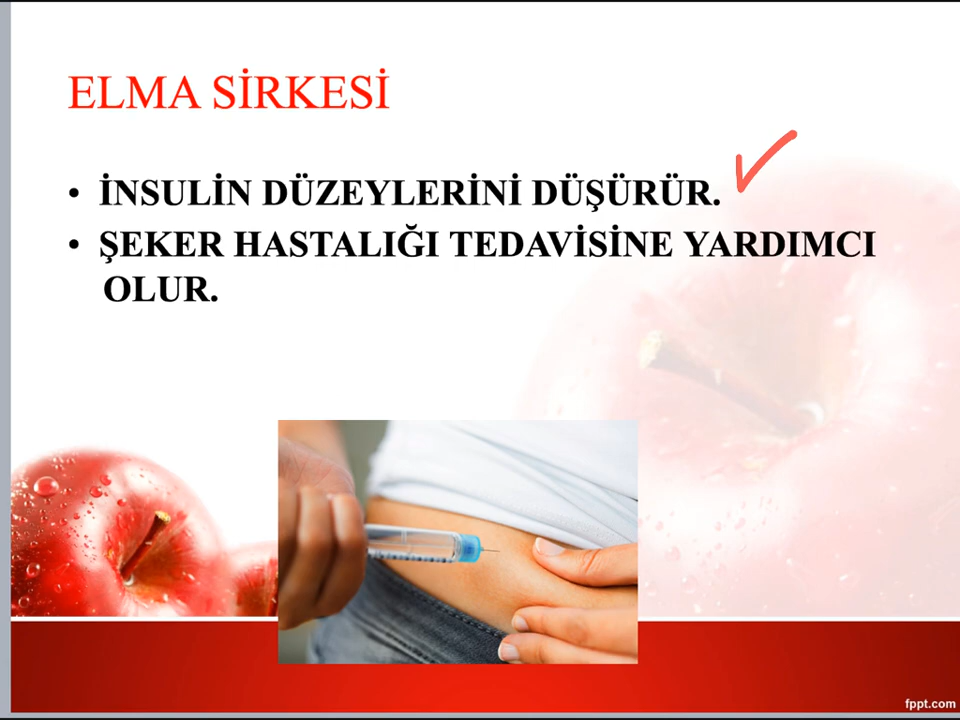 ELMA SİRKESİ
• İNSULİN DÜZEYLERİNİ DÜŞÜRÜR.
• ŞEKER HASTALIĞI TEDAVİSİNE YARDIMCI
OLUR.
fppt.com